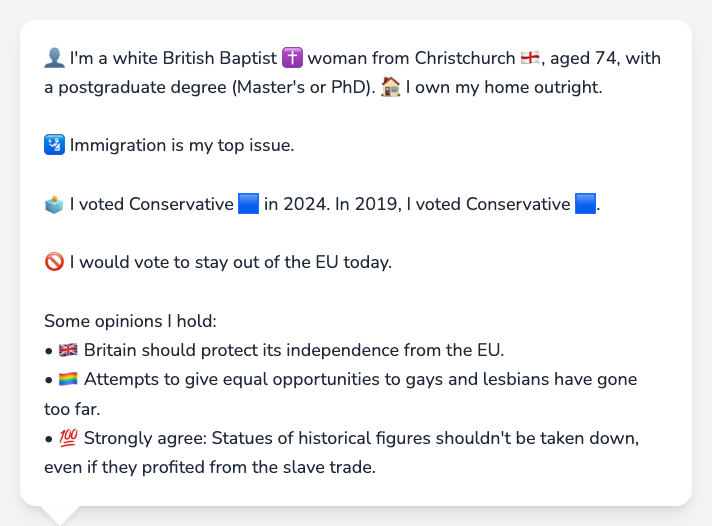 👤 I'm a white British Baptist ✝️ woman from Christchurch 🏴󠁧󠁢󠁥󠁮󠁧󠁿, aged 74, with
a postgraduate degree (Master's or PhD). 🏠 I own my home outright.
🛂 Immigration is my top issue.
🗳️ I voted Conservative 🟦 in 2024. In 2019, I voted Conservative 🟦.
🚫 I would vote to stay out of the EU today.
Some opinions I hold:
• 🇬🇧 Britain should protect its independence from the EU.
• 🏳️‍🌈 Attempts to give equal opportunities to gays and lesbians have gone
too far.
• 💯 Strongly agree: Statues of historical figures shouldn't be taken down,
even if they profited from the slave trade.